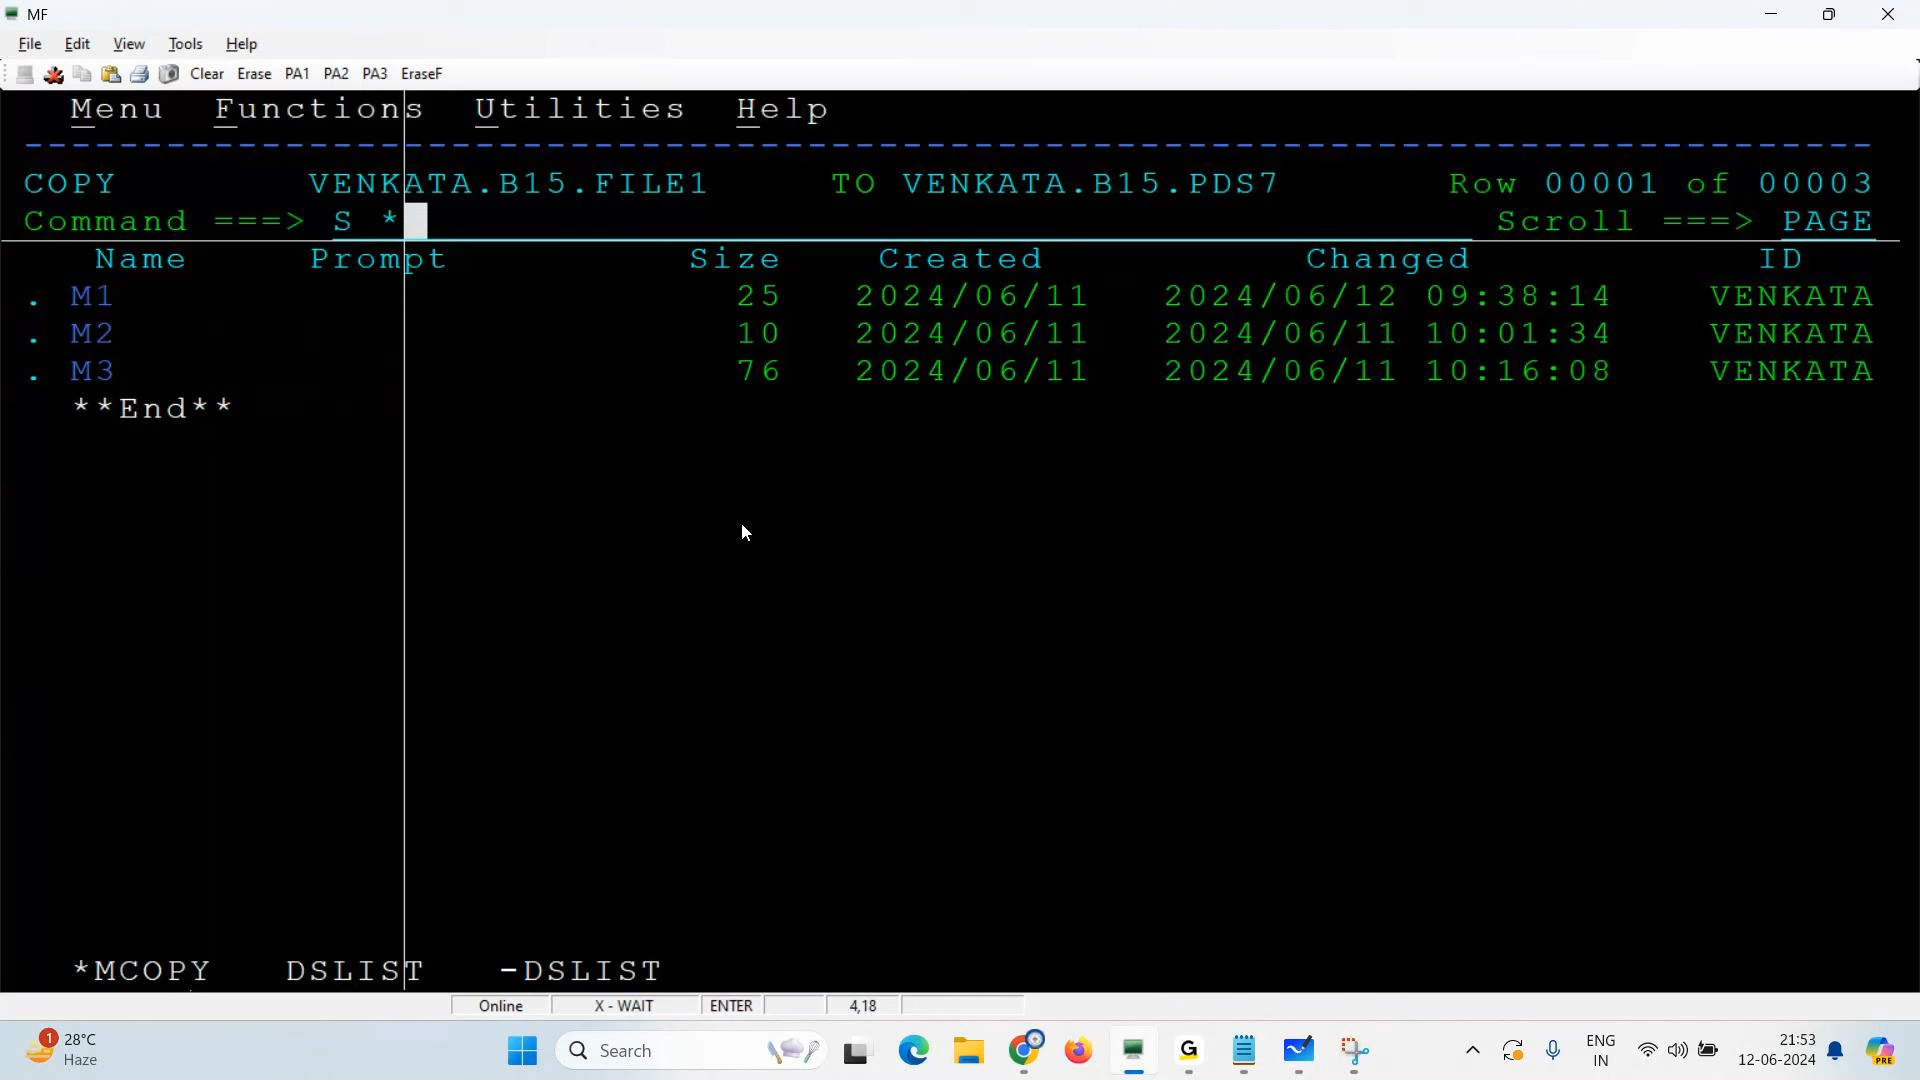 MF
File Edit View Tools Help
Clear Erase PA1 PA2 PA3 EraseF
Menu Functions Utilities Help
COPY VENKATA.B15.FILE1 TO VENKATA.B15.PDS7 Row 00001 of 00003
Command ===> S * Scroll ===> PAGE
Name Prompt Size Created Changed ID
. M1 25 2024/06/11 2024/06/12 09:38:14 VENKATA
. M2 10 2024/06/11 2024/06/11 10:01:34 VENKATA
. M3 76 2024/06/11 2024/06/11 10:16:08 VENKATA
**End**
*MCOPY DSLIST -DSLIST
Online X - WAIT ENTER 4,18
1 28°C Search G ENG 21:53
Haze IN 12-06-2024 PRE